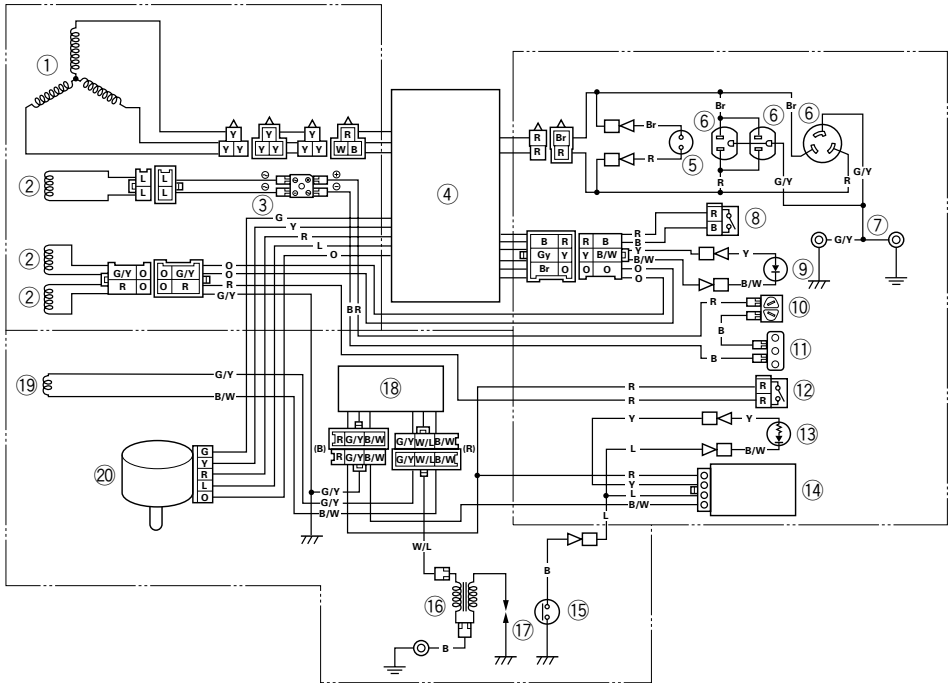 1
Br Br
6 6 6
Y Y Y R
Y Y Y Y Y Y W B
R Br
R R
Br
R
5
R G/Y R G/Y
2
L L
L L
⊖ ⊕
⊖ ⊕ ⊖
3
4
G
Y
R
L
O
R
B
8
7
G/Y
B R R B
Gy Y Y B/W
Br O O O
R
B
Y
B/W
O
O
Y
9
B/W
2
G/Y O O G/Y
R O O R
2
O
O
R
G/Y
B R
R
10
B
11
B
19
G/Y
B/W
18
R
R
R
R
12
R G/Y B/W G/Y W/L B/W
(B) (R)
R G/Y B/W G/Y W/L B/W
Y Y
13
L B/W
20
G
Y
R
L
O
R
Y
L
B/W
14
G/Y
G/Y
B/W
L
W/L
B
16
17
15
B